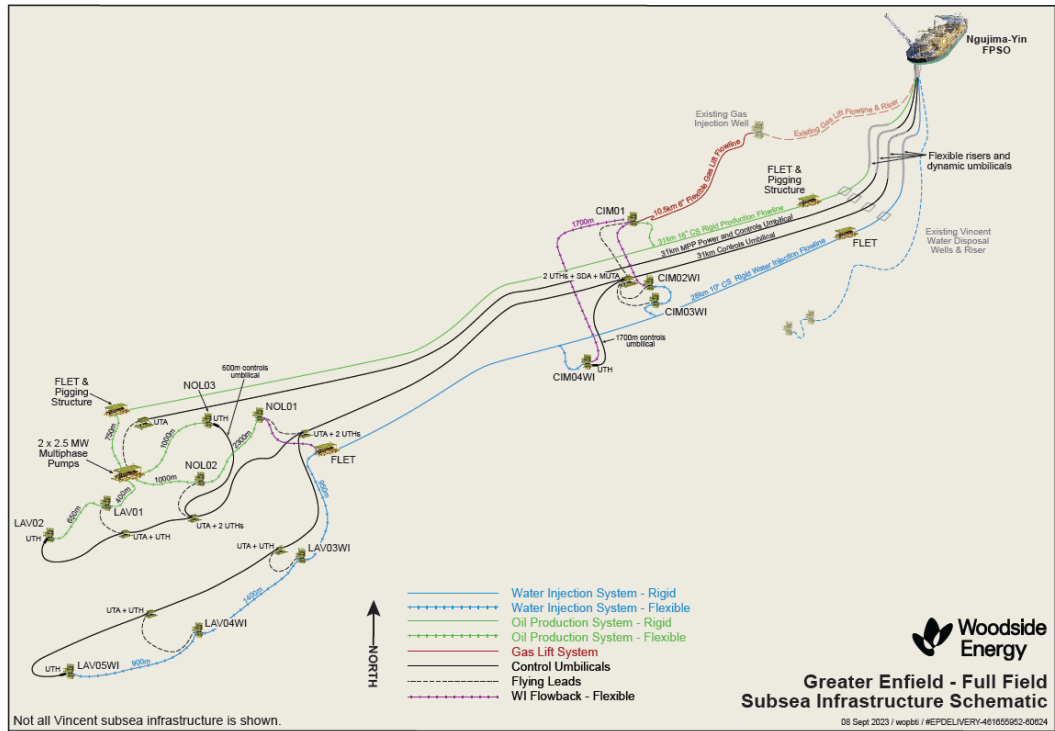 Ngujima-Yin
FPSO
Existing Gas
Injection Well
Existing Gas Lift Flowline & Riser
10.5km 6" Flexible Gas Lift Flowline
Flexible risers and
dynamic umbilicals
FLET &
Pigging
Structure
CIM01
1700m
31km 16" CS Rigid Production Flowline
31km MPP Power and Controls Umbilical
31km Controls Umbilical
FLET
Existing Vincent
Water Disposal
Wells & Riser
2 UTHs + SDA + MUTA
CIM02WI
28km 10" CS Rigid Water Injection Flowline
CIM03WI
1700m controls
umbilical
UTH
CIM04WI
600m controls
umbilical
FLET &
Pigging
Structure
NOL03
NOL01
UTA
UTH
750m
1000m
2300m
UTA + 2 UTHs
2 x 2.5 MW
Multiphase
Pumps
NOL02
FLET
1000m
400m
950m
LAV01
650m
LAV02
UTH
UTA + 2 UTHs
UTA + UTH
UTA + UTH
LAV03WI
1400m
UTA + UTH
LAV04WI
UTH
LAV05WI
900m
NORTH
Water Injection System - Rigid
Water Injection System - Flexible
Oil Production System - Rigid
Oil Production System - Flexible
Gas Lift System
Control Umbilicals
Flying Leads
WI Flowback - Flexible
Woodside
Energy
Greater Enfield - Full Field
Subsea Infrastructure Schematic
Not all Vincent subsea infrastructure is shown.
08 Sept 2023 / wopbti / #EPDELIVERY-461655952-60624